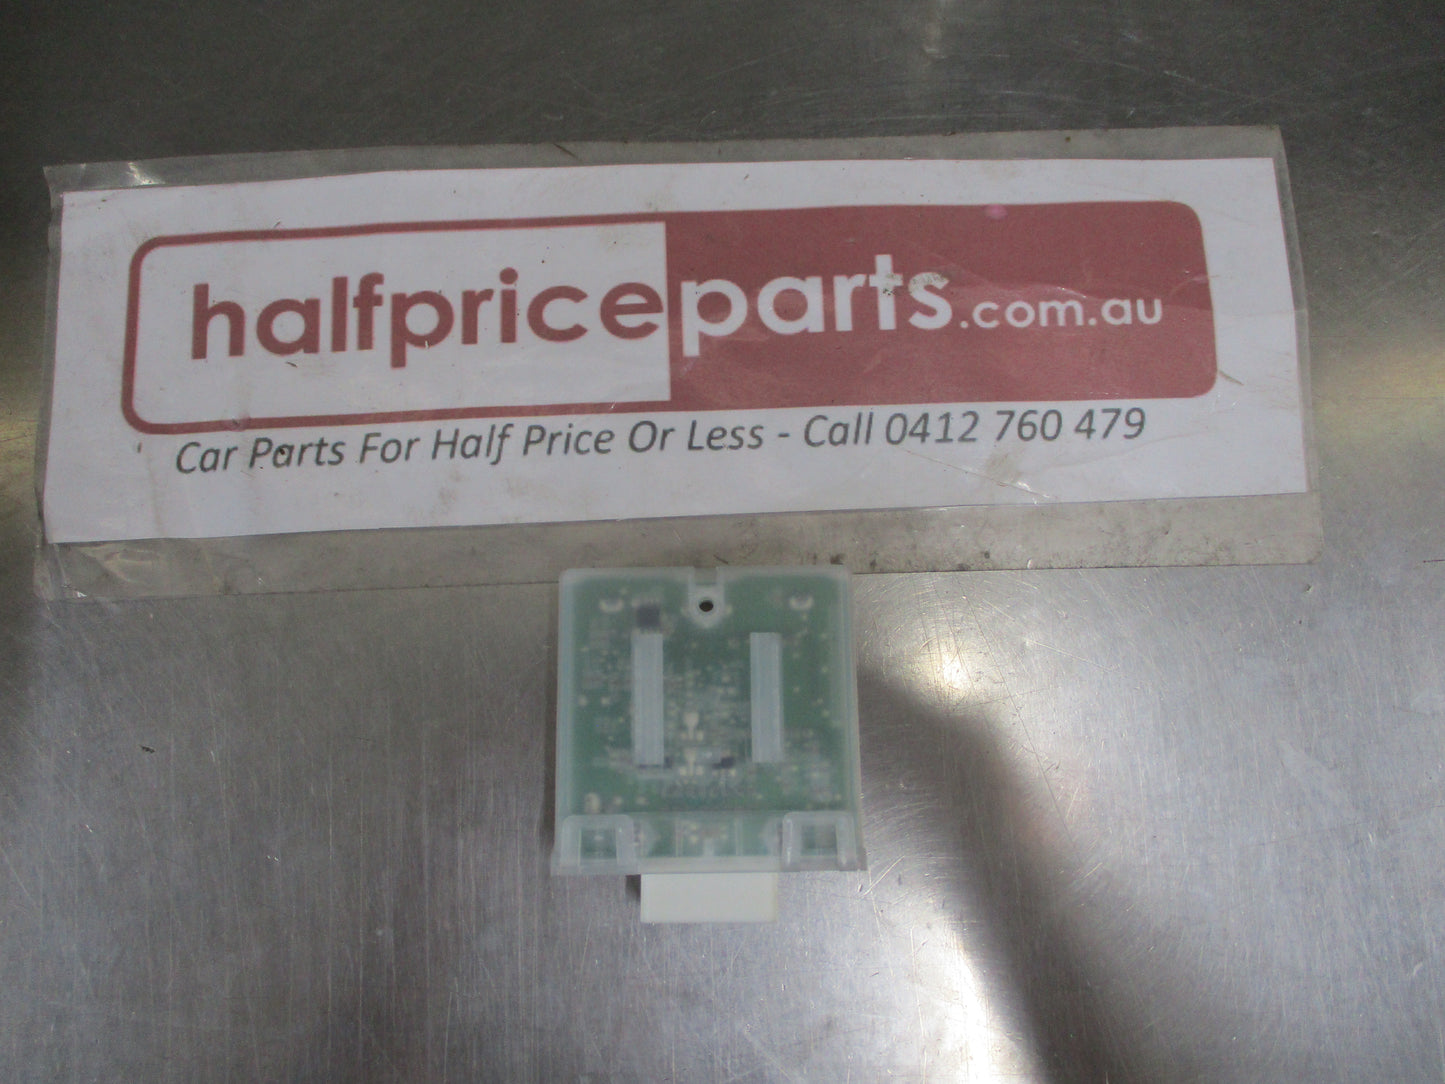 halfpriceparts.com.au
Car Parts For Half Price Or Less - Call 0412 760 479